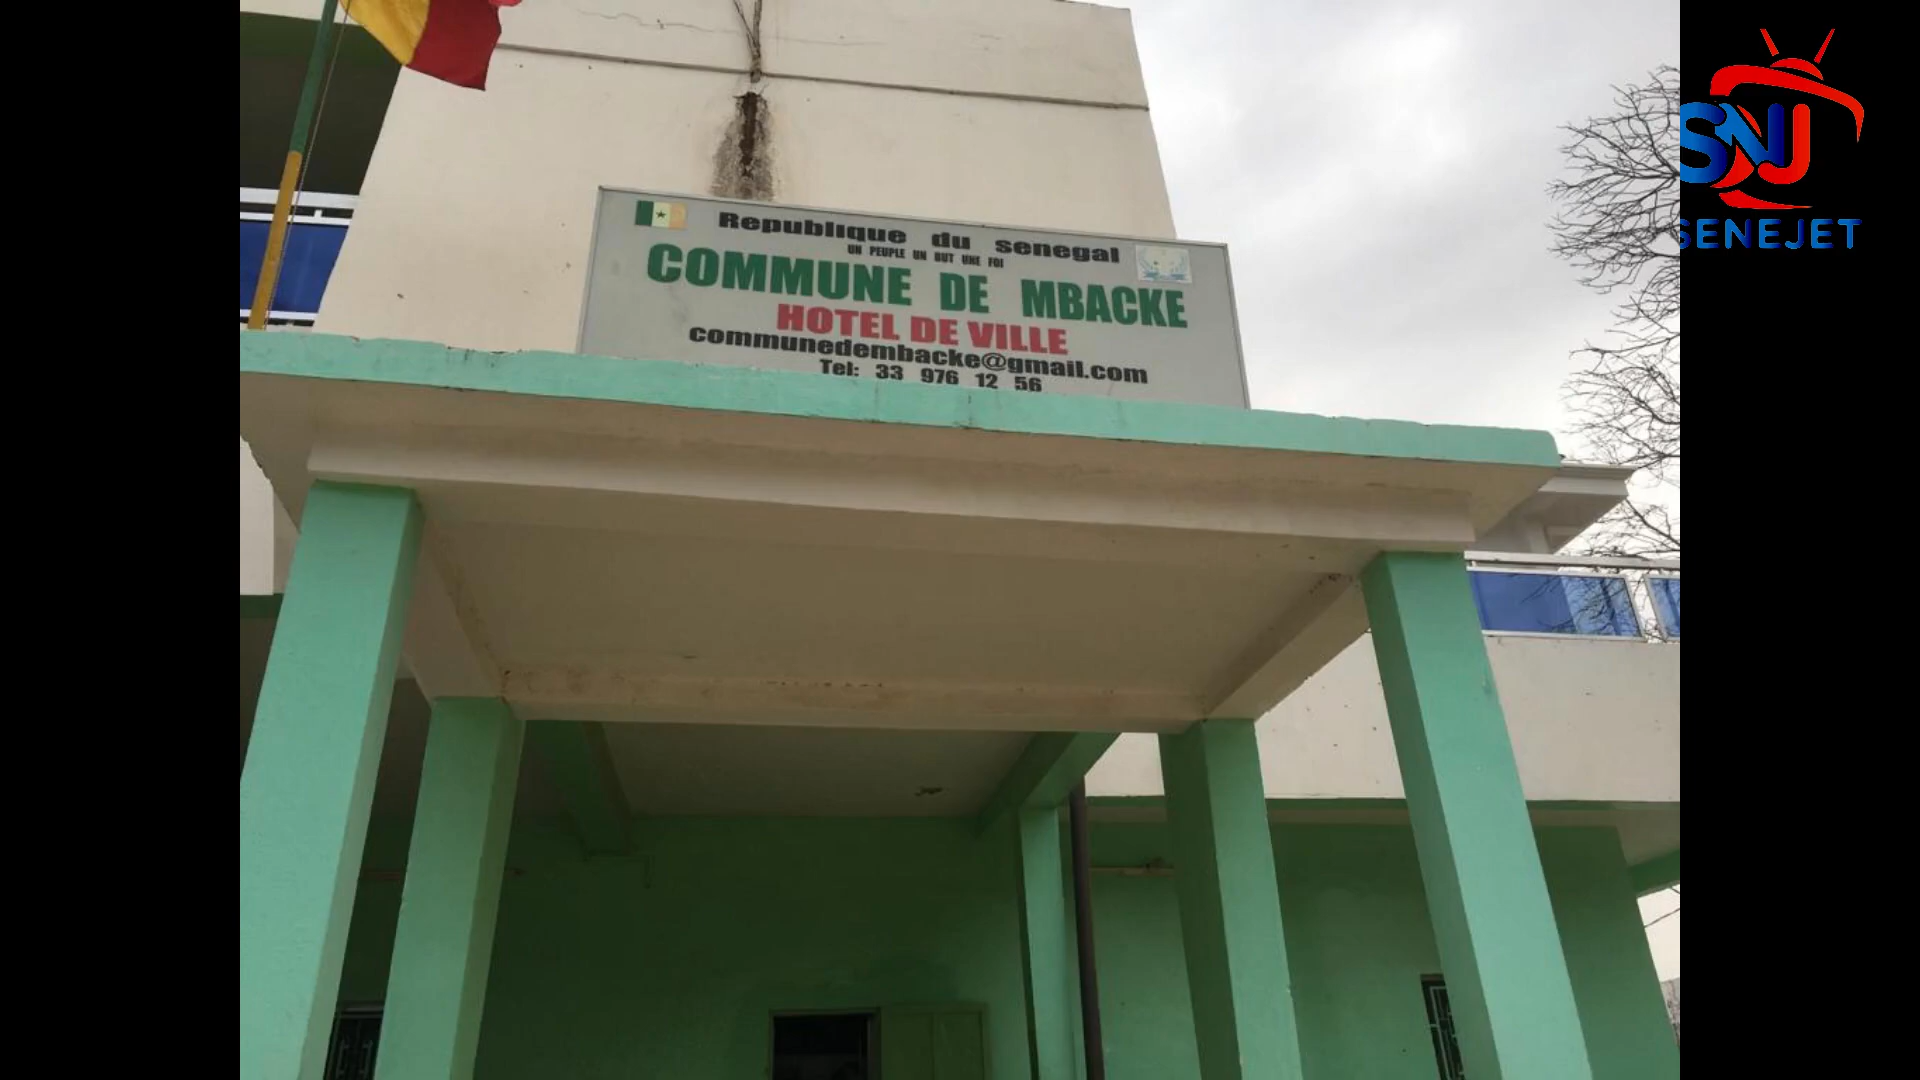 Republique du senegal
UN PEUPLE UN BUT UNE FOI
COMMUNE DE MBACKE
HOTEL DE VILLE
communedembacke@gmail.com
Tel: 33 976 12 56
SNJ
SENEJET